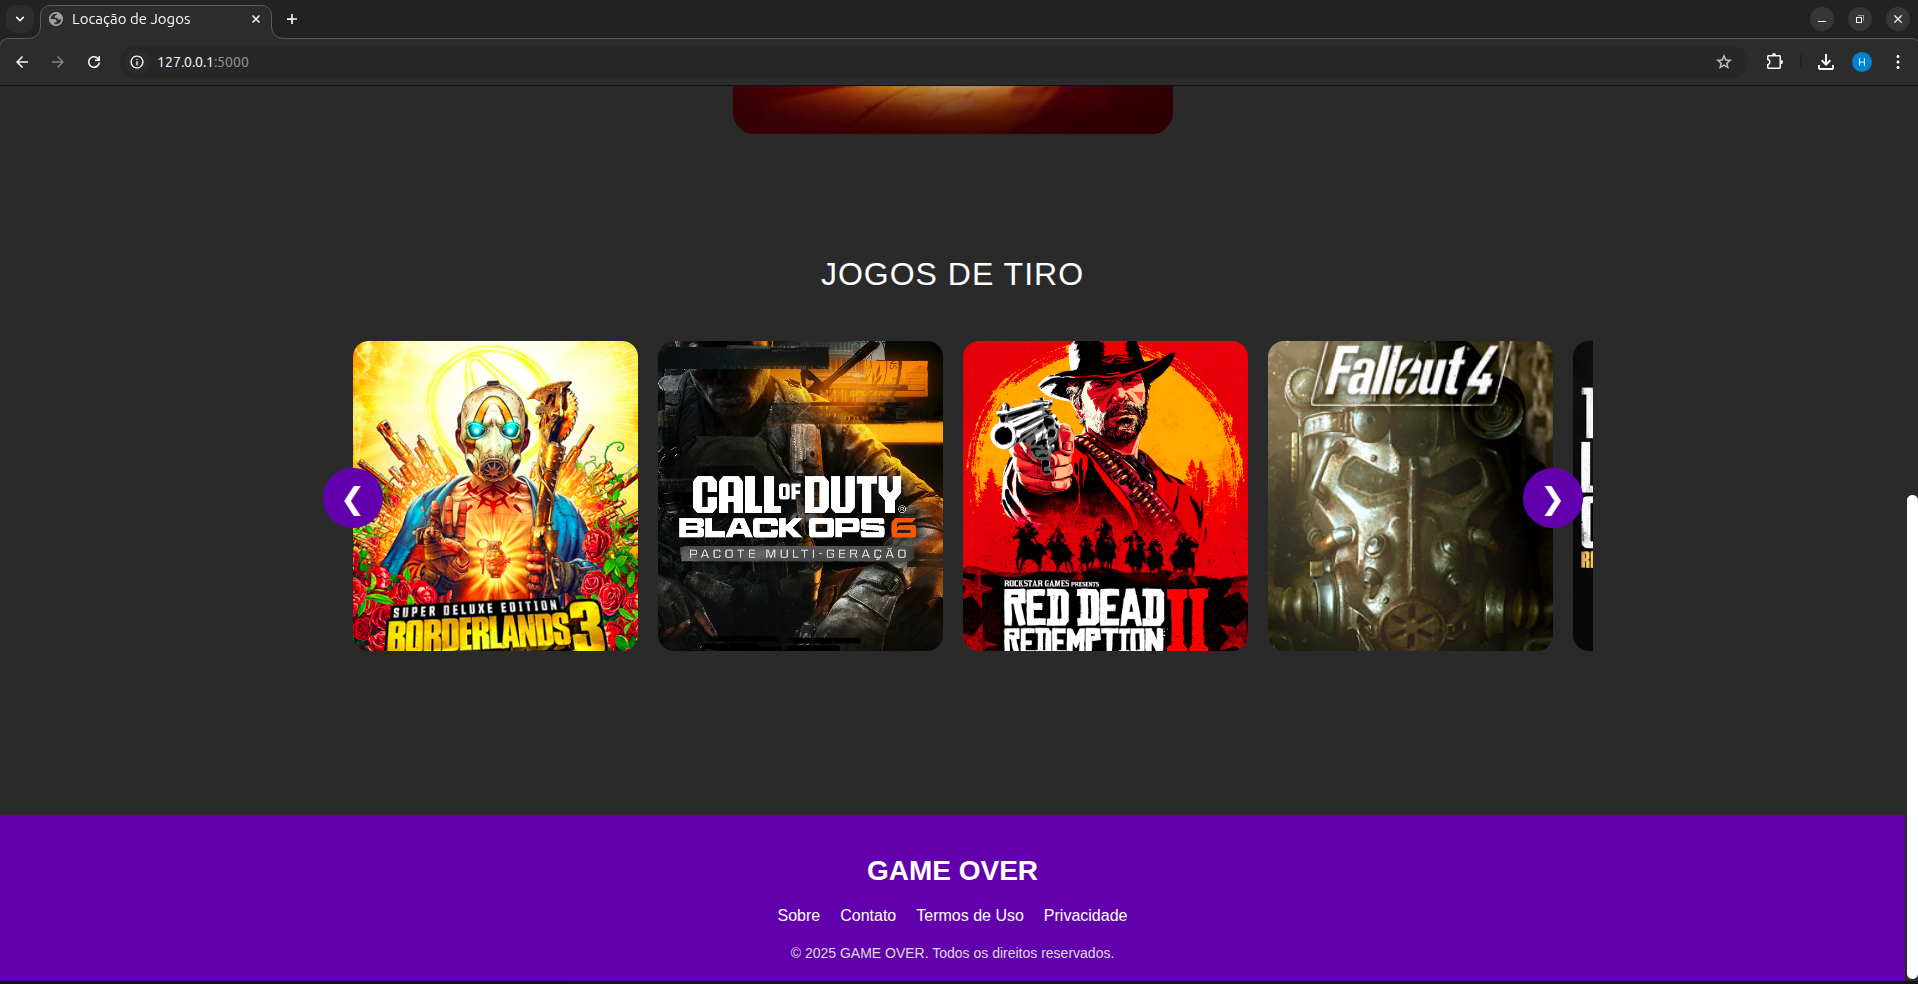 Locação de Jogos
127.0.0.1:5000
H
JOGOS DE TIRO
SUPER DELUXE EDITION
BORDERLANDS 3
CALL OF DUTY®
BLACK OPS 6
PACOTE MULTI-GERAÇÃO
ROCKSTAR GAMES PRESENTS
RED DEAD
REDEMPTION II
Fallout 4
❮
❯
GAME OVER
Sobre Contato Termos de Uso Privacidade
© 2025 GAME OVER. Todos os direitos reservados.